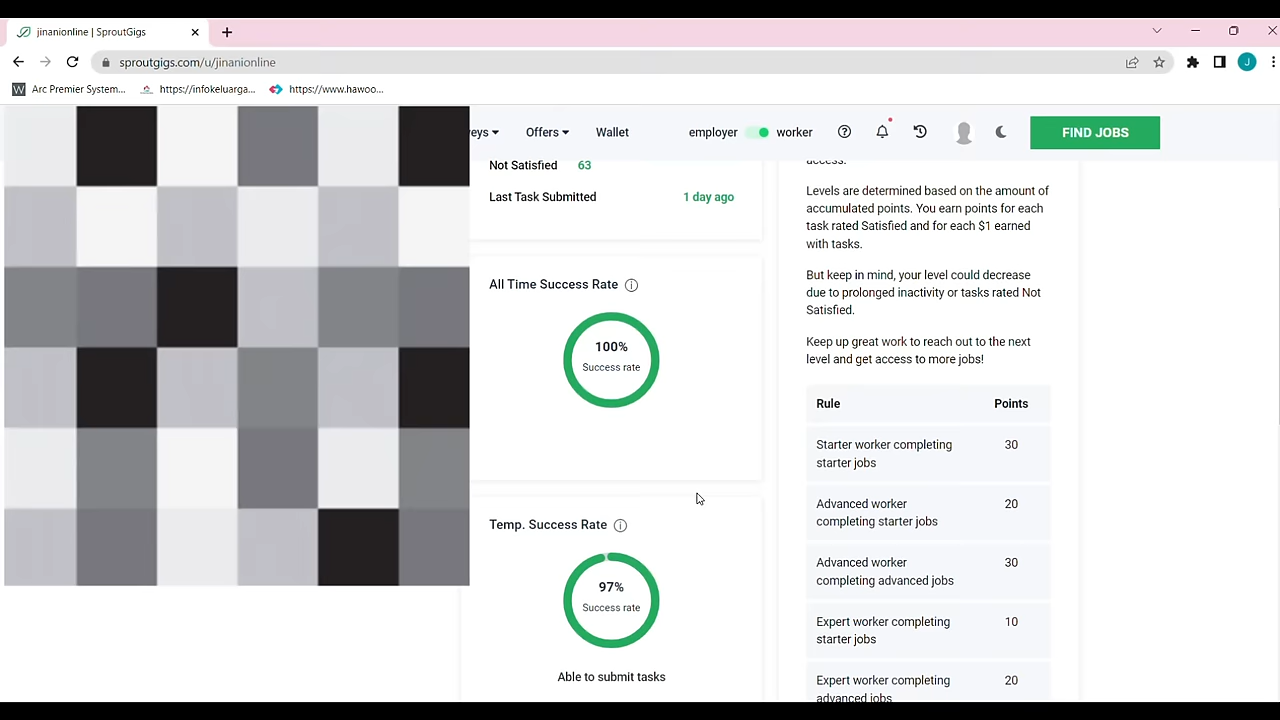 jinanionline | SproutGigs
sproutgigs.com/u/jinanionline
Arc Premier System...
https://infokeluarga...
https://www.hawoo...
eys
Offers
Wallet
employer
worker
J
FIND JOBS
Not Satisfied 63
Last Task Submitted 1 day ago
All Time Success Rate
100%
Success rate
Temp. Success Rate
97%
Success rate
Able to submit tasks
access.
Levels are determined based on the amount of
accumulated points. You earn points for each
task rated Satisfied and for each $1 earned
with tasks.
But keep in mind, your level could decrease
due to prolonged inactivity or tasks rated Not
Satisfied.
Keep up great work to reach out to the next
level and get access to more jobs!
Rule Points
Starter worker completing 30
starter jobs
Advanced worker 20
completing starter jobs
Advanced worker 30
completing advanced jobs
Expert worker completing 10
starter jobs
Expert worker completing 20
advanced jobs